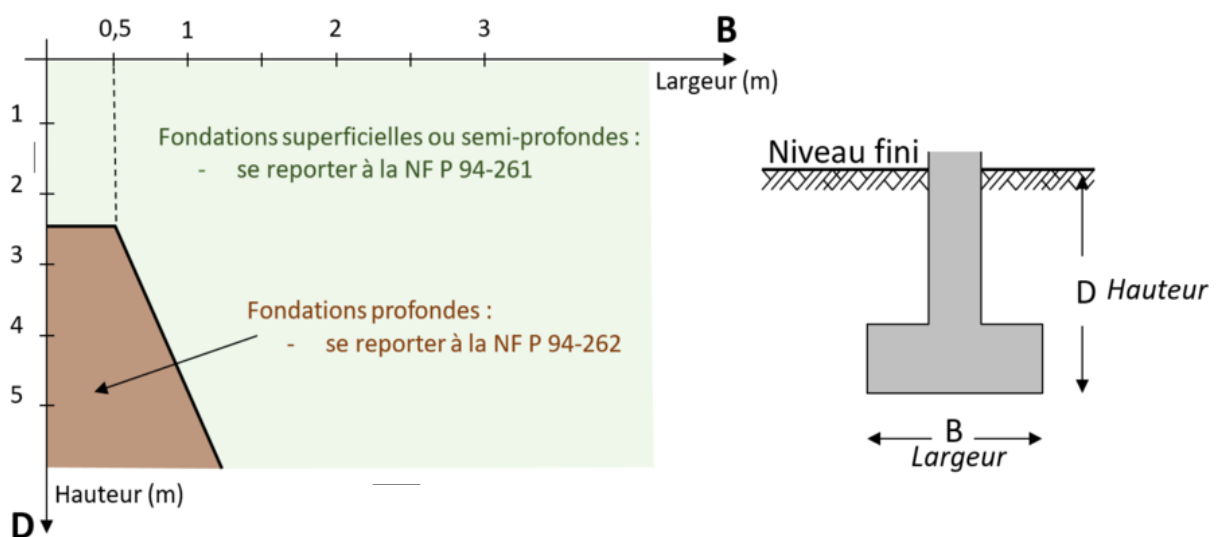 0,5 1 2 3 B
Largeur (m)
1
2
3
4
5
Fondations superficielles ou semi-profondes :
- se reporter à la NF P 94-261
Fondations profondes :
- se reporter à la NF P 94-262
Hauteur (m)
D
Niveau fini
D Hauteur
B
Largeur